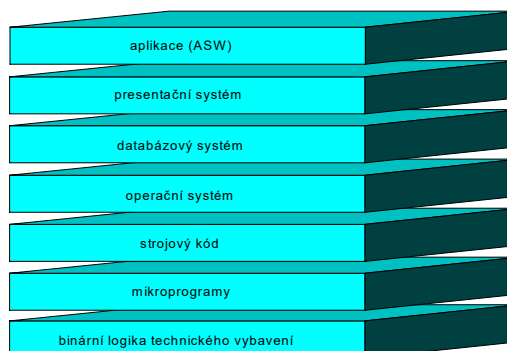 aplikace (ASW)
presentační systém
databázový systém
operační systém
strojový kód
mikroprogramy
binární logika technického vybavení